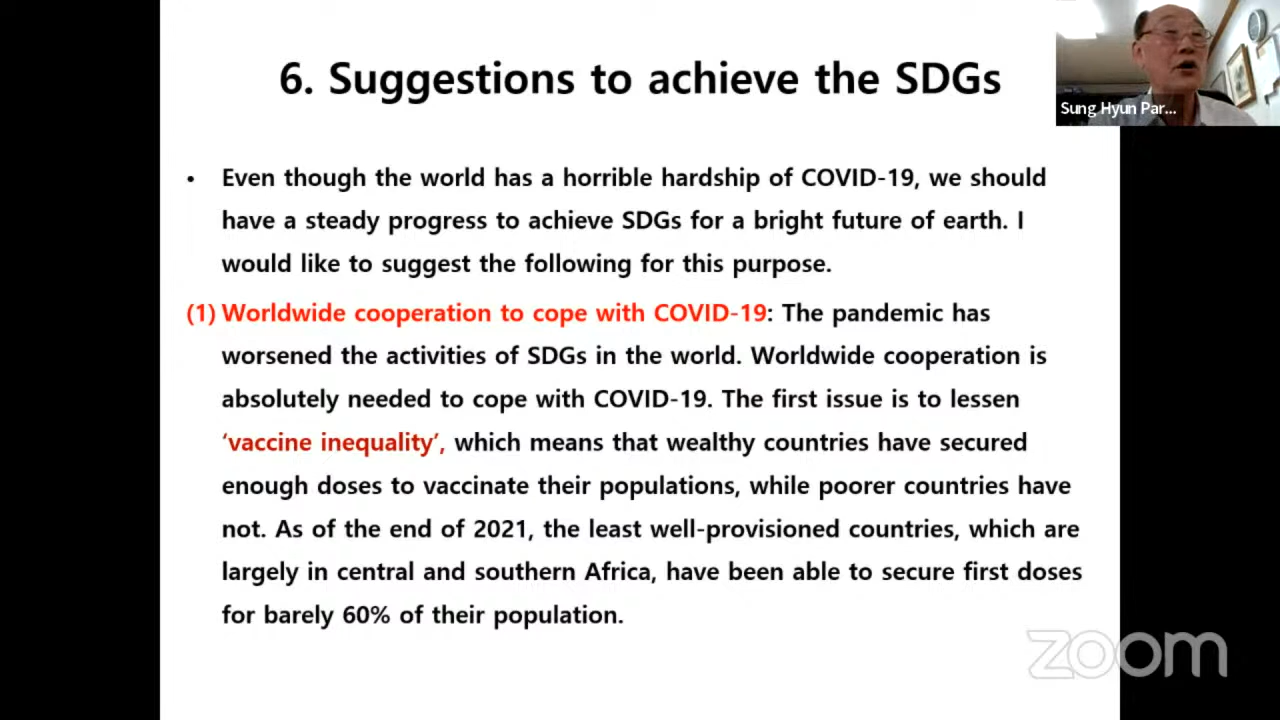 6. Suggestions to achieve the SDGs
Sung Hyun Par...
• Even though the world has a horrible hardship of COVID-19, we should
have a steady progress to achieve SDGs for a bright future of earth. I
would like to suggest the following for this purpose.
(1) Worldwide cooperation to cope with COVID-19: The pandemic has
worsened the activities of SDGs in the world. Worldwide cooperation is
absolutely needed to cope with COVID-19. The first issue is to lessen
‘vaccine inequality’, which means that wealthy countries have secured
enough doses to vaccinate their populations, while poorer countries have
not. As of the end of 2021, the least well-provisioned countries, which are
largely in central and southern Africa, have been able to secure first doses
for barely 60% of their population.
zoom